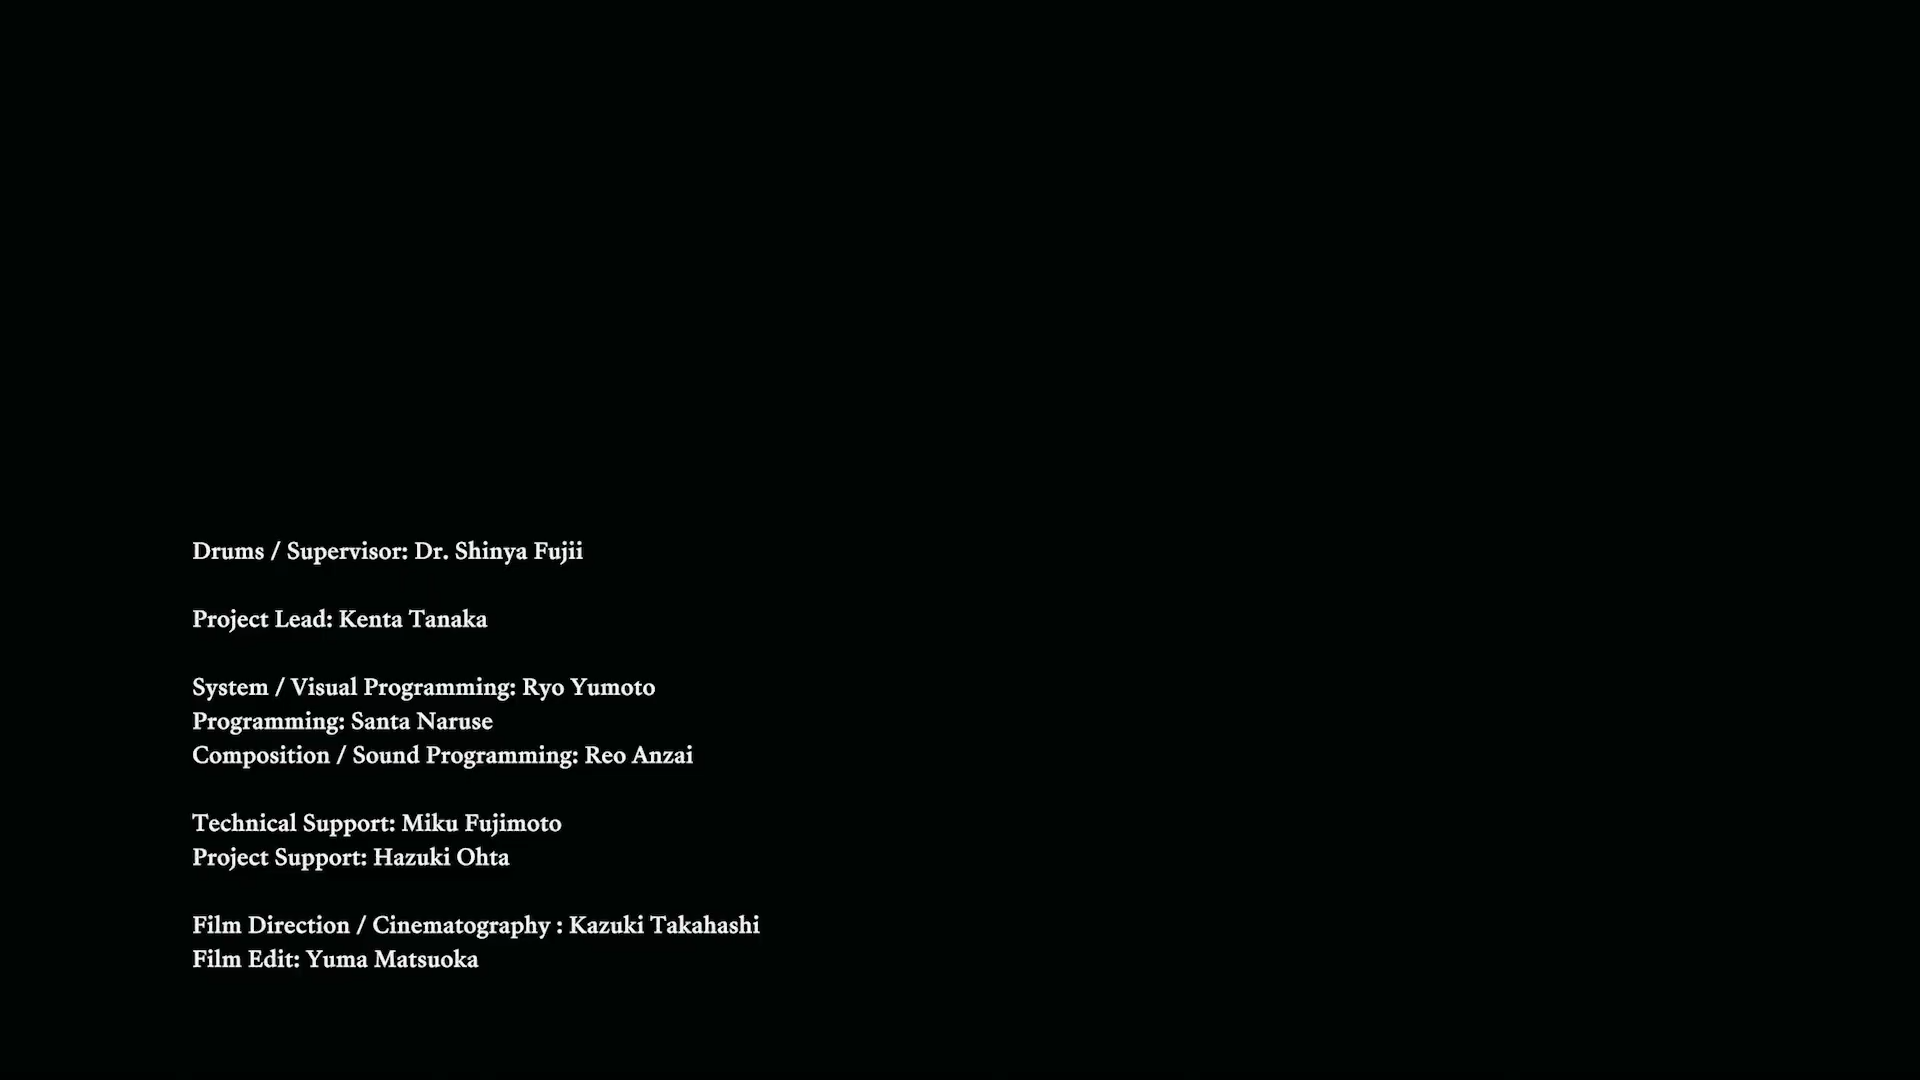 Drums / Supervisor: Dr. Shinya Fujii
Project Lead: Kenta Tanaka
System / Visual Programming: Ryo Yumoto
Programming: Santa Naruse
Composition / Sound Programming: Reo Anzai
Technical Support: Miku Fujimoto
Project Support: Hazuki Ohta
Film Direction / Cinematography : Kazuki Takahashi
Film Edit: Yuma Matsuoka